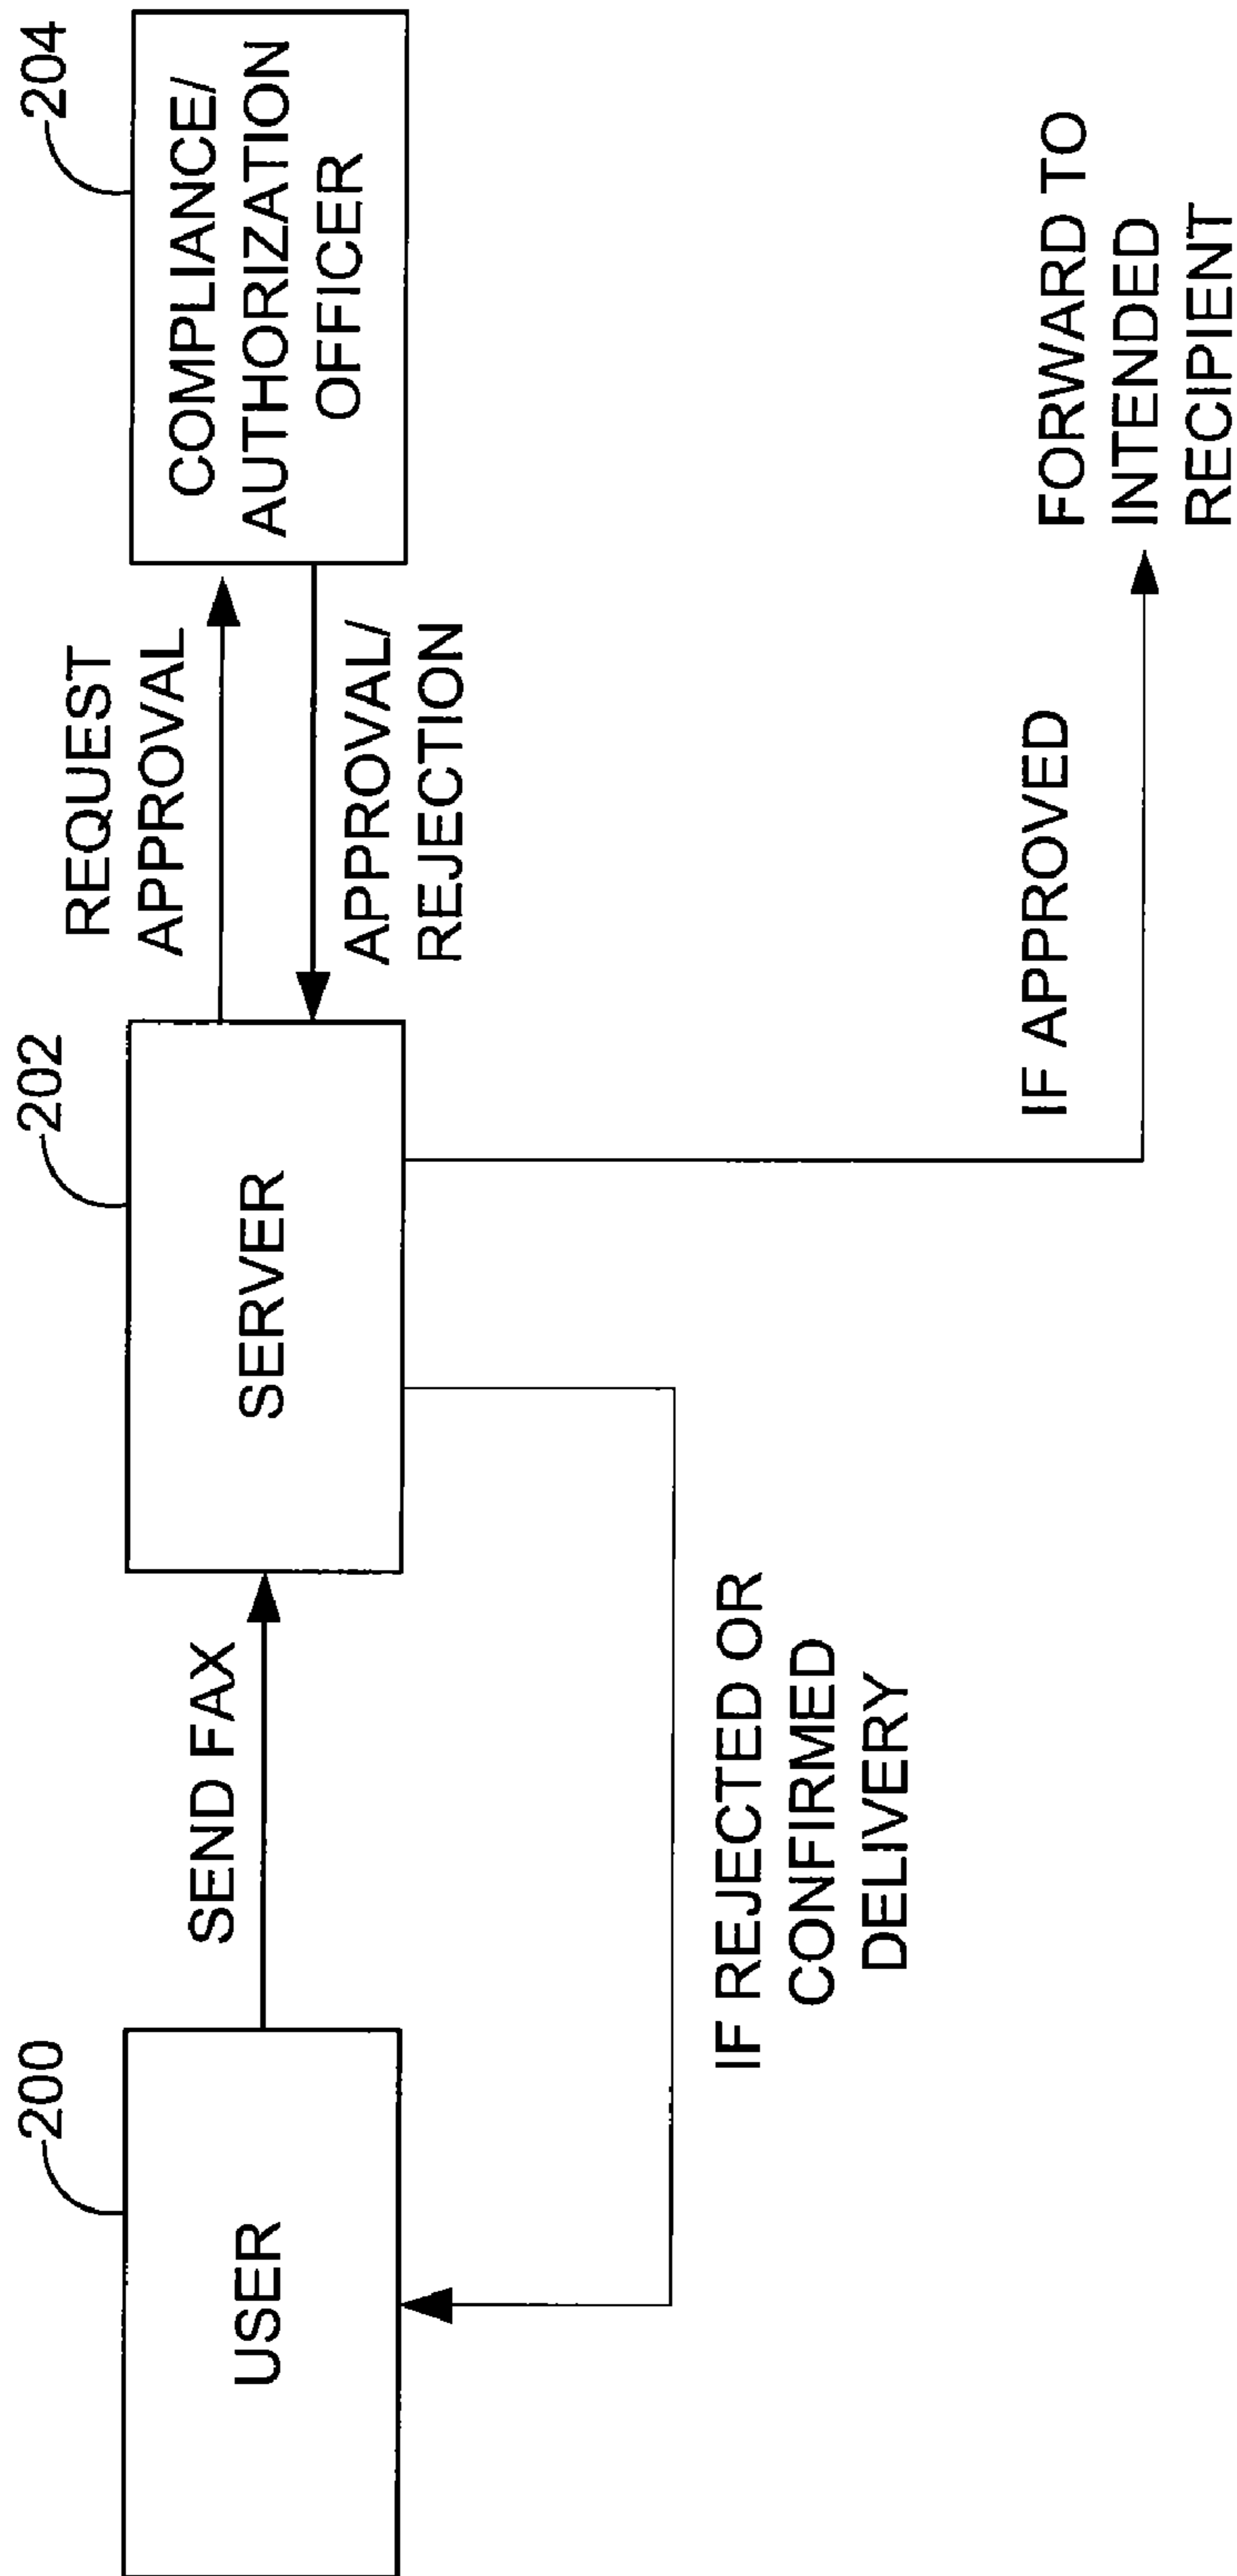 200
USER
SEND FAX
202
SERVER
REQUEST
APPROVAL
APPROVAL/
REJECTION
204
COMPLIANCE/
AUTHORIZATION
OFFICER
IF REJECTED OR
CONFIRMED
DELIVERY
IF APPROVED
FORWARD TO
INTENDED
RECIPIENT